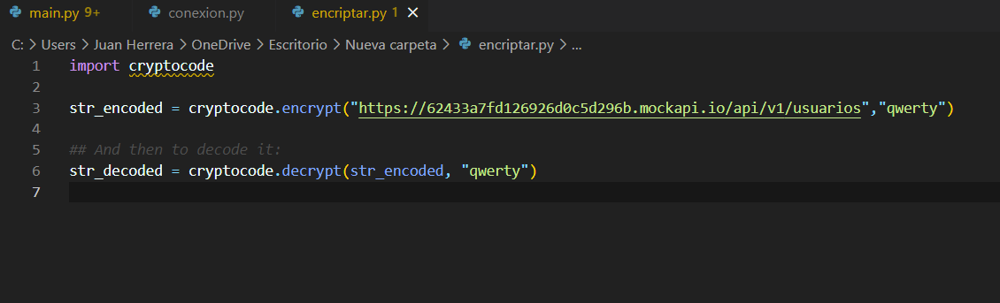 main.py 9+ conexion.py encriptar.py 1 ×
C: > Users > Juan Herrera > OneDrive > Escritorio > Nueva carpeta > encriptar.py > ...
1 import cryptocode
2
3 str_encoded = cryptocode.encrypt("https://62433a7fd126926d0c5d296b.mockapi.io/api/v1/usuarios","qwerty")
4
5 ## And then to decode it:
6 str_decoded = cryptocode.decrypt(str_encoded, "qwerty")
7